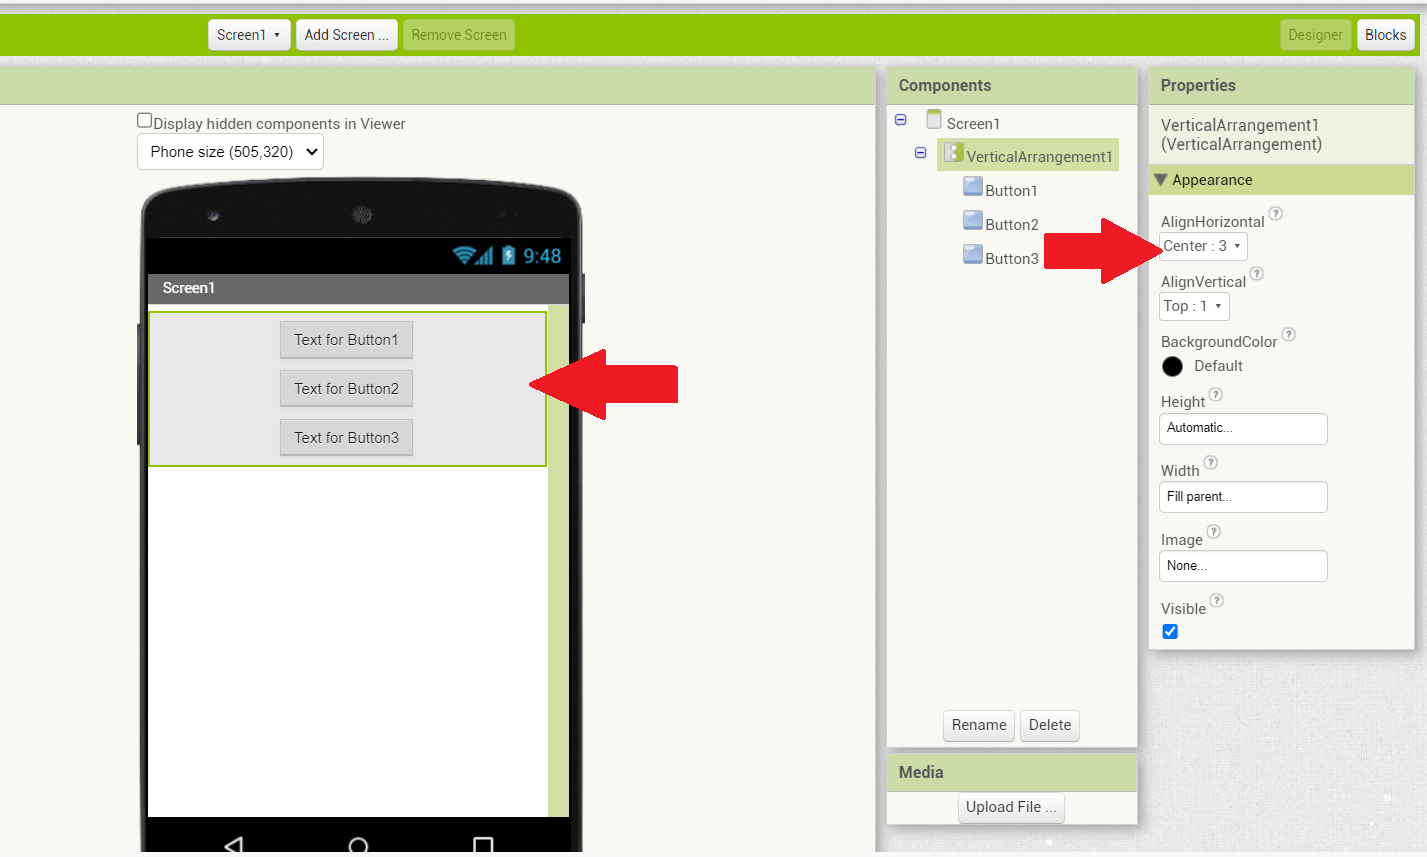 Screen1
Add Screen ...
Remove Screen
Designer
Blocks
Display hidden components in Viewer
Phone size (505,320)
9:48
Screen1
Text for Button1
Text for Button2
Text for Button3
Components
Screen1
VerticalArrangement1
Button1
Button2
Button3
Rename
Delete
Media
Upload File ...
Properties
VerticalArrangement1
(VerticalArrangement)
Appearance
AlignHorizontal ?
Center : 3
AlignVertical ?
Top : 1
BackgroundColor ?
Default
Height ?
Automatic...
Width ?
Fill parent...
Image ?
None...
Visible ?